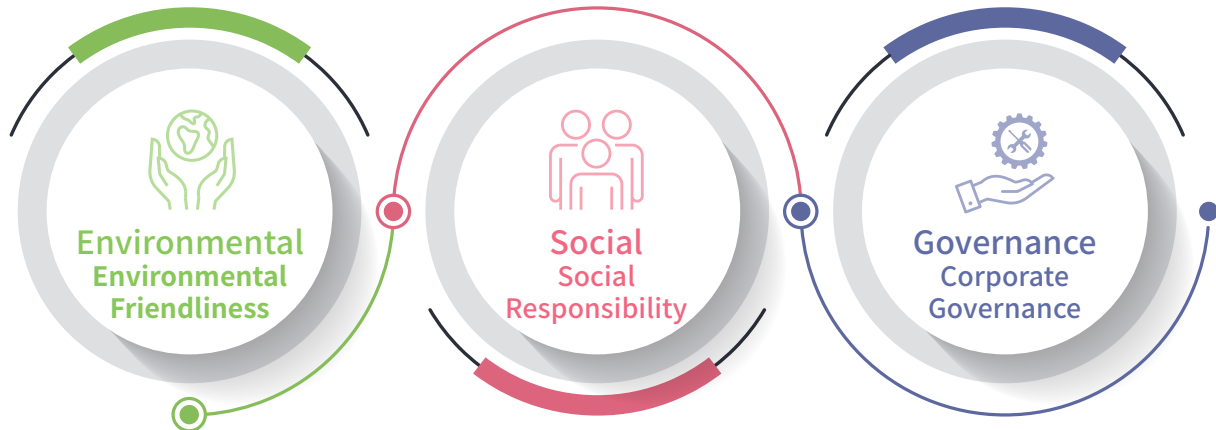 Environmental
Environmental
Friendliness
Social
Social
Responsibility
Governance
Corporate
Governance